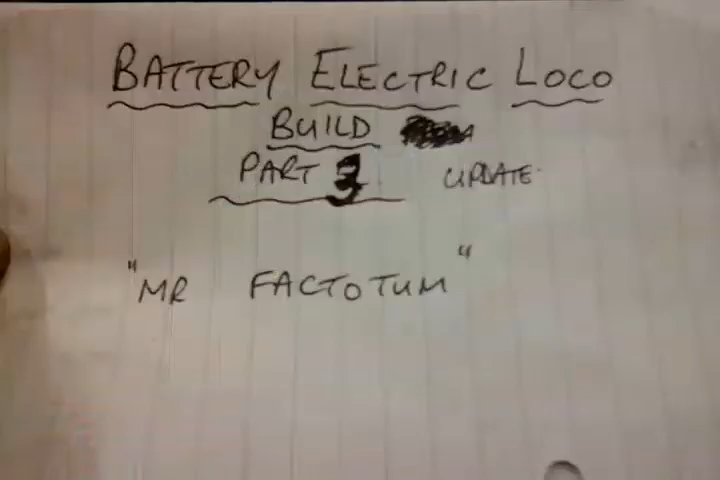 BATTERY ELECTRIC LOCO
BUILD
PART 3 UPDATE
"MR FACTOTUM"